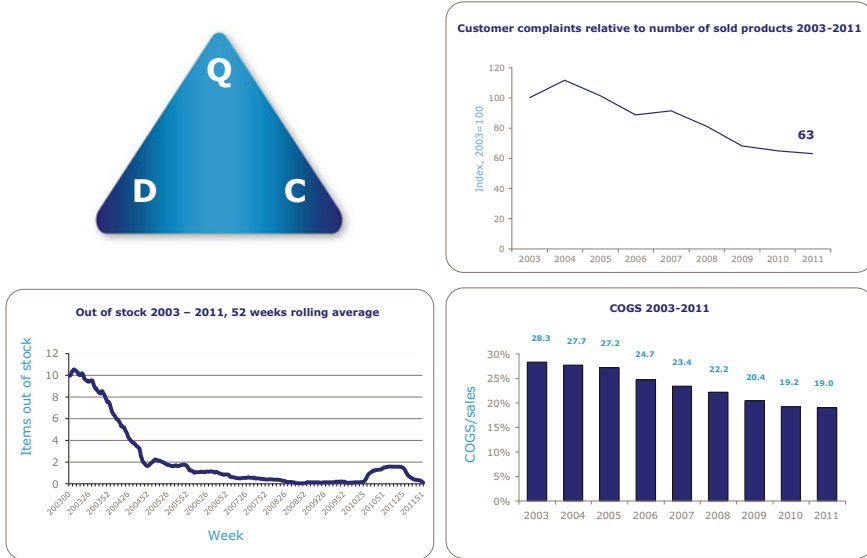 Q
D
C
Customer complaints relative to number of sold products 2003-2011
Index, 2003=100
120
100
80
60
40
20
0
63
2003 2004 2005 2006 2007 2008 2009 2010 2011
Out of stock 2003 – 2011, 52 weeks rolling average
Items out of stock
12
10
8
6
4
2
0
200300 200326 200352 200426 200452 200526 200552 200626 200652 200726 200752 200826 200852 200926 200952 201025 201051 201125 201151
Week
COGS 2003-2011
COGS/sales
28.3 27.7 27.2 24.7 23.4 22.2 20.4 19.2 19.0
30%
25%
20%
15%
10%
5%
0%
2003 2004 2005 2006 2007 2008 2009 2010 2011